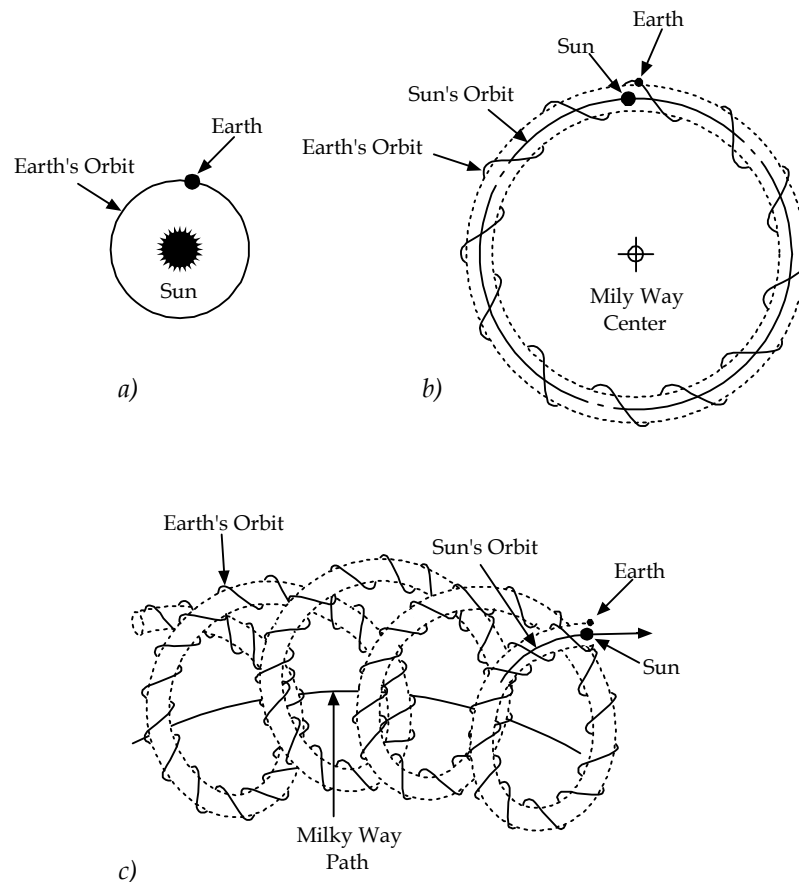 Earth
Earth's Orbit
Sun
a)
Earth
Sun
Sun's Orbit
Earth's Orbit
Mily Way
Center
b)
Earth's Orbit
Sun's Orbit
Earth
Sun
Milky Way
Path
c)